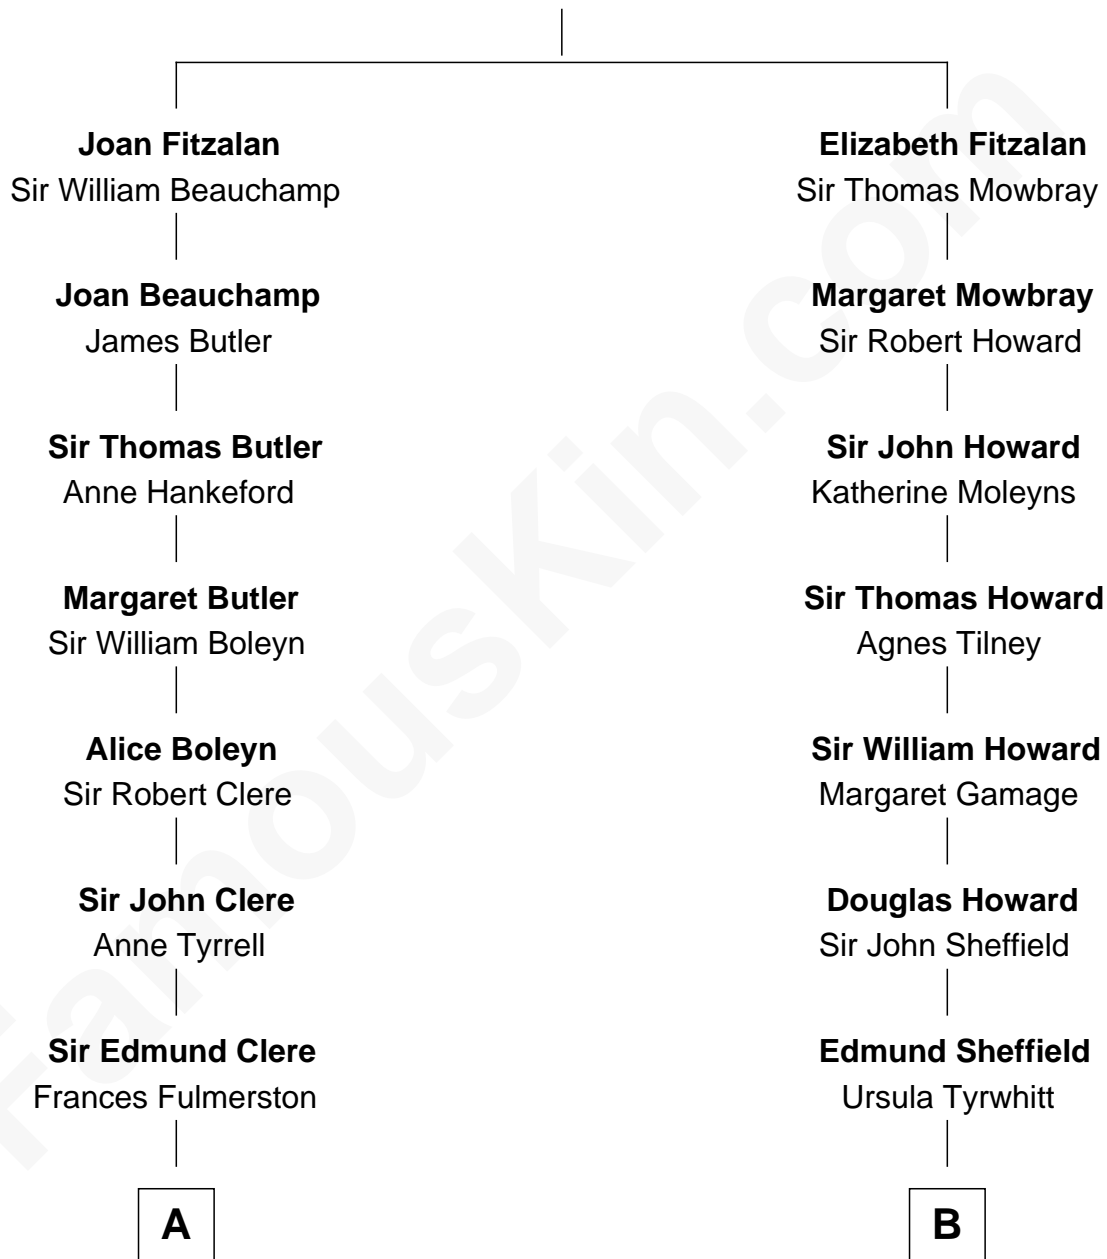 Joan Fitzalan
Sir William Beauchamp
Joan Beauchamp
James Butler
Sir Thomas Butler
Anne Hankeford
Margaret Butler
Sir William Boleyn
Alice Boleyn
Sir Robert Clere
Sir John Clere
Anne Tyrrell
Sir Edmund Clere
Frances Fulmerston
A
Elizabeth Fitzalan
Sir Thomas Mowbray
Margaret Mowbray
Sir Robert Howard
Sir John Howard
Katherine Moleyns
Sir Thomas Howard
Agnes Tilney
Sir William Howard
Margaret Gamage
Douglas Howard
Sir John Sheffield
Edmund Sheffield
Ursula Tyrwhitt
B
FamousKin.com